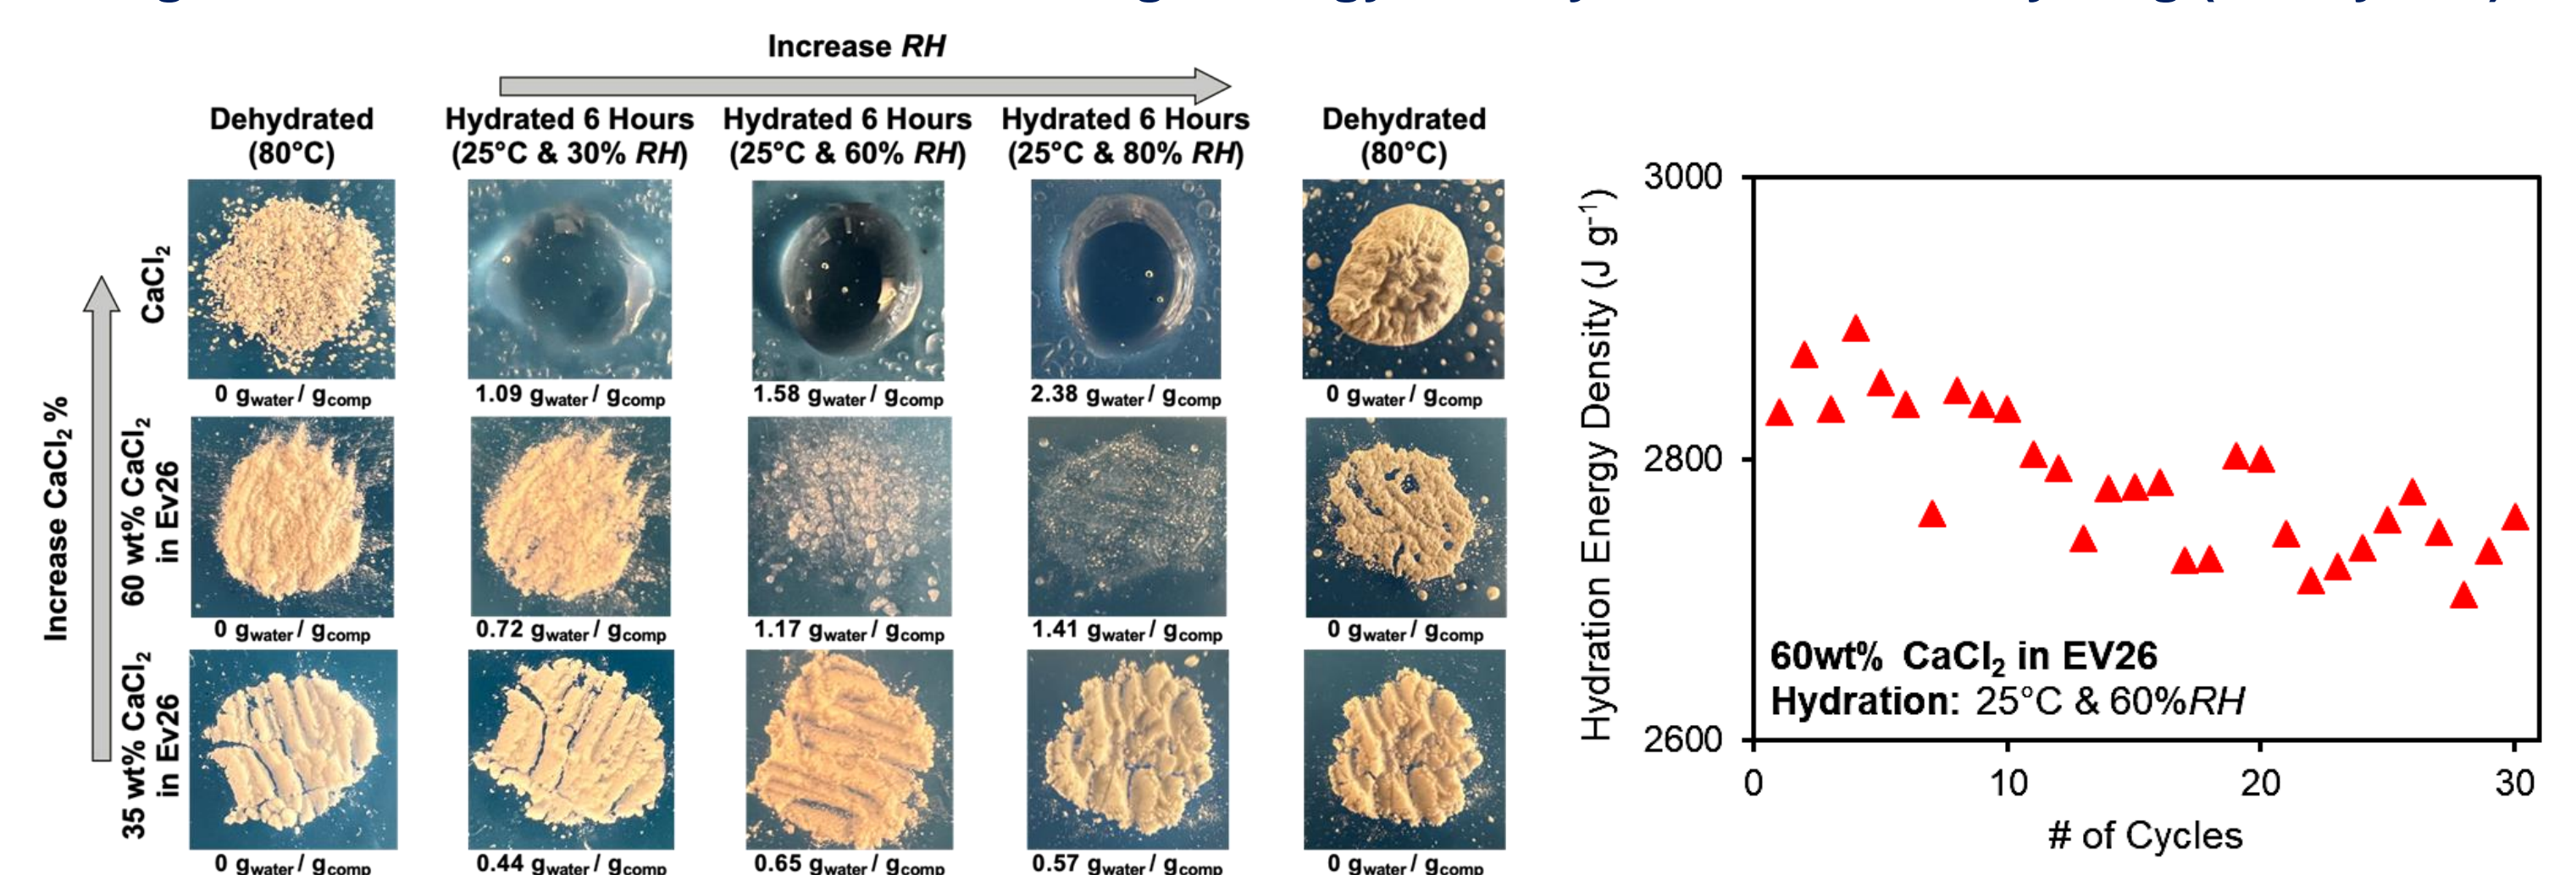 Increase RH
Dehydrated
(80°C)
Hydrated 6 Hours
(25°C & 30% RH)
Hydrated 6 Hours
(25°C & 60% RH)
Hydrated 6 Hours
(25°C & 80% RH)
Dehydrated
(80°C)
Increase CaCl₂ %
CaCl₂
0 gwater / gcomp
1.09 gwater / gcomp
1.58 gwater / gcomp
2.38 gwater / gcomp
0 gwater / gcomp
60 wt% CaCl₂
in Ev26
0 gwater / gcomp
0.72 gwater / gcomp
1.17 gwater / gcomp
1.41 gwater / gcomp
0 gwater / gcomp
35 wt% CaCl₂
in Ev26
0 gwater / gcomp
0.44 gwater / gcomp
0.65 gwater / gcomp
0.57 gwater / gcomp
0 gwater / gcomp
Hydration Energy Density (J g⁻¹)
3000
2800
2600
60wt% CaCl₂ in EV26
Hydration: 25°C & 60%RH
0
10
20
30
# of Cycles